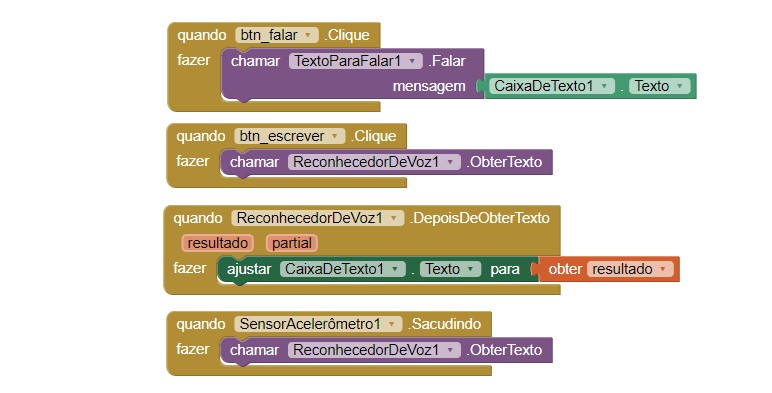 quando btn_falar .Clique
fazer chamar TextoParaFalar1 .Falar
mensagem CaixaDeTexto1 . Texto
quando btn_escrever .Clique
fazer chamar ReconhecedorDeVoz1 .ObterTexto
quando ReconhecedorDeVoz1 .DepoisDeObterTexto
resultado partial
fazer ajustar CaixaDeTexto1 . Texto para obter resultado
quando SensorAcelerômetro1 .Sacudindo
fazer chamar ReconhecedorDeVoz1 .ObterTexto